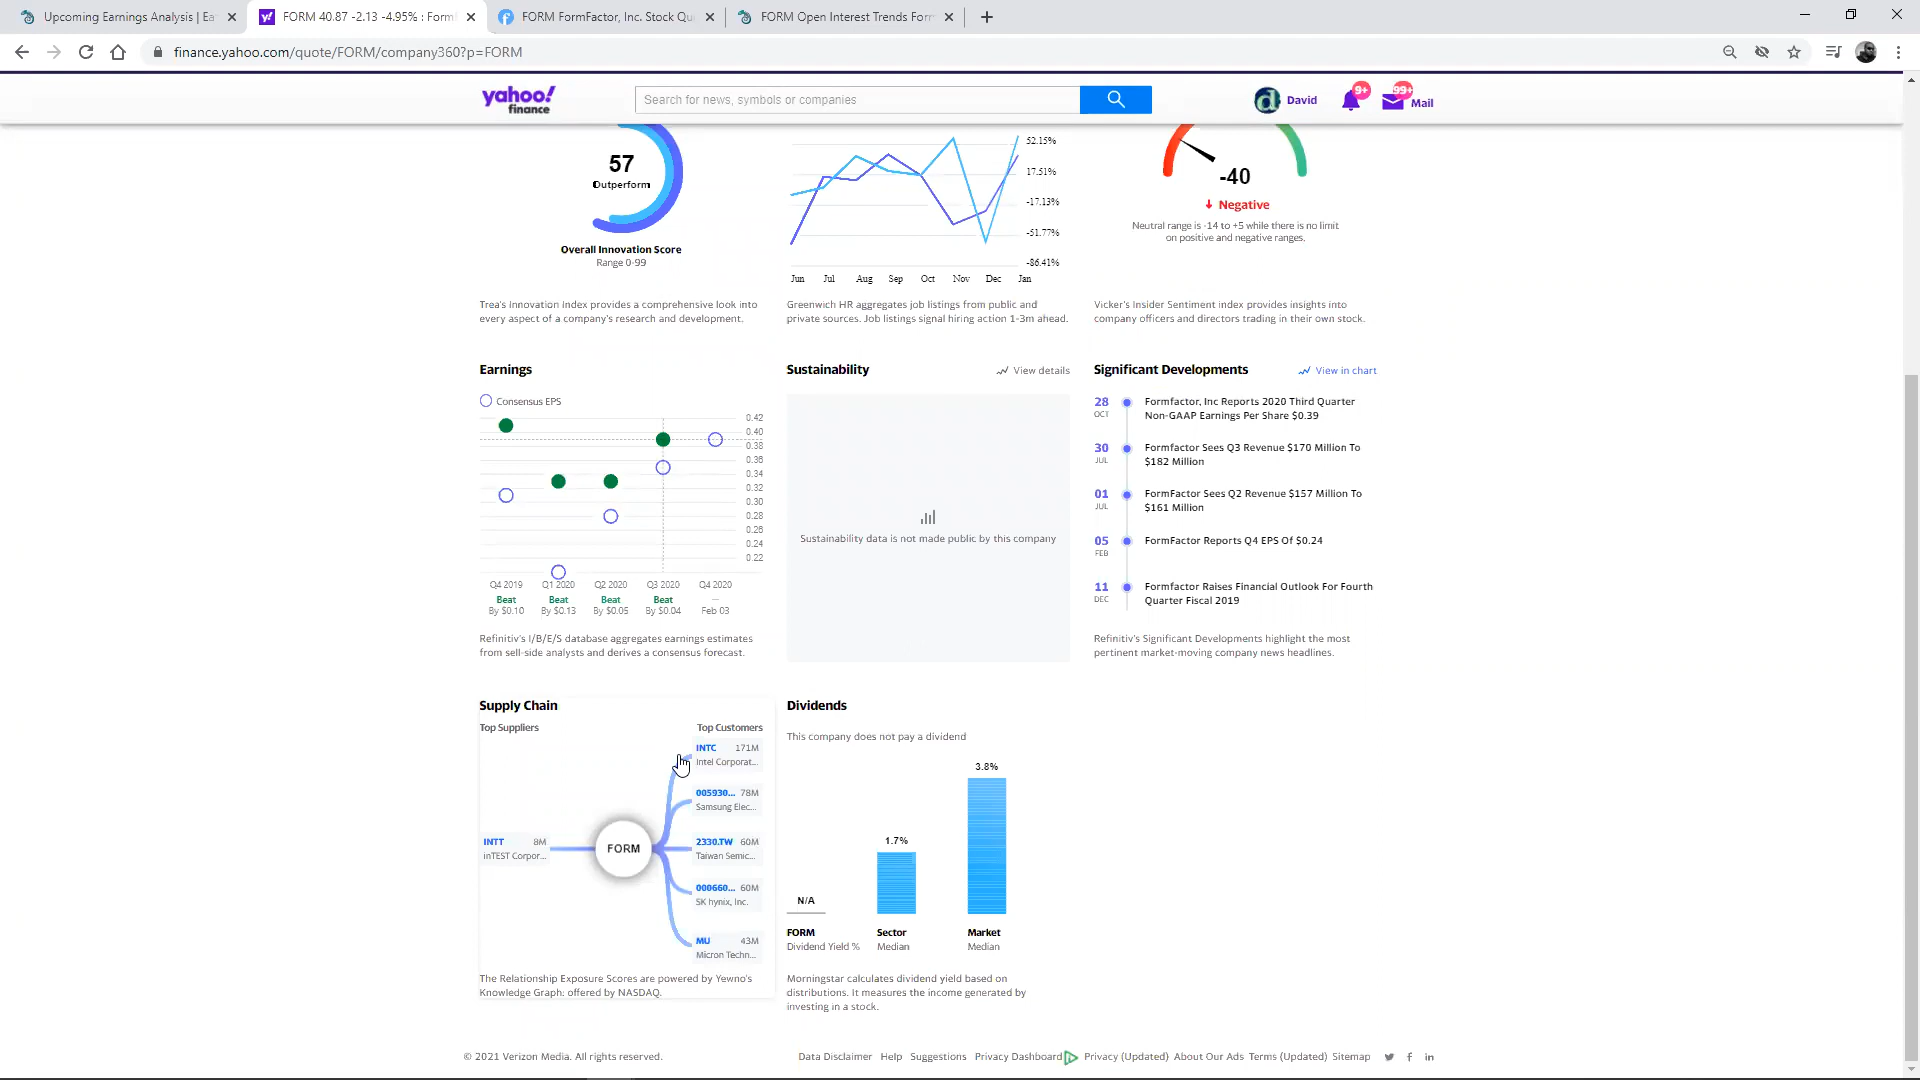 Upcoming Earnings Analysis | Ea
FORM 40.87 -2.13 -4.95% : Form
FORM FormFactor, Inc. Stock Qu
FORM Open Interest Trends For
finance.yahoo.com/quote/FORM/company360?p=FORM
yahoo!
finance
Search for news, symbols or companies
David
9+
99+
Mail
57
Outperform
Overall Innovation Score
Range 0-99
Trea's Innovation Index provides a comprehensive look into
every aspect of a company's research and development.
52.15%
17.51%
-17.13%
-51.77%
-86.41%
Jun Jul Aug Sep Oct Nov Dec Jan
Greenwich HR aggregates job listings from public and
private sources. Job listings signal hiring action 1-3m ahead.
-40
Negative
Neutral range is -14 to +5 while there is no limit
on positive and negative ranges.
Vicker's Insider Sentiment index provides insights into
company officers and directors trading in their own stock.
Earnings
Consensus EPS
0.42
0.40
0.38
0.36
0.34
0.32
0.30
0.28
0.26
0.24
0.22
Q4 2019 Q1 2020 Q2 2020 Q3 2020 Q4 2020
Beat Beat Beat Beat —
By $0.10 By $0.13 By $0.05 By $0.04 Feb 03
Refinitiv's I/B/E/S database aggregates earnings estimates
from sell-side analysts and derives a consensus forecast.
Sustainability
View details
Sustainability data is not made public by this company
Significant Developments
View in chart
28 OCT
Formfactor, Inc Reports 2020 Third Quarter
Non-GAAP Earnings Per Share $0.39
30 JUL
Formfactor Sees Q3 Revenue $170 Million To
$182 Million
01 JUL
FormFactor Sees Q2 Revenue $157 Million To
$161 Million
05 FEB
FormFactor Reports Q4 EPS Of $0.24
11 DEC
Formfactor Raises Financial Outlook For Fourth
Quarter Fiscal 2019
Refinitiv's Significant Developments highlight the most
pertinent market-moving company news headlines.
Supply Chain
Top Suppliers
Top Customers
INTT 8M
inTEST Corpor...
FORM
INTC 171M
Intel Corporat...
005930... 78M
Samsung Elec...
2330.TW 60M
Taiwan Semic...
000660... 60M
SK hynix, Inc.
MU 43M
Micron Techn...
The Relationship Exposure Scores are powered by Yewno's
Knowledge Graph: offered by NASDAQ.
Dividends
This company does not pay a dividend
N/A
1.7%
3.8%
FORM Sector Market
Dividend Yield % Median Median
Morningstar calculates dividend yield based on
distributions. It measures the income generated by
investing in a stock.
© 2021 Verizon Media. All rights reserved.
Data Disclaimer Help Suggestions Privacy Dashboard Privacy (Updated) About Our Ads Terms (Updated) Sitemap